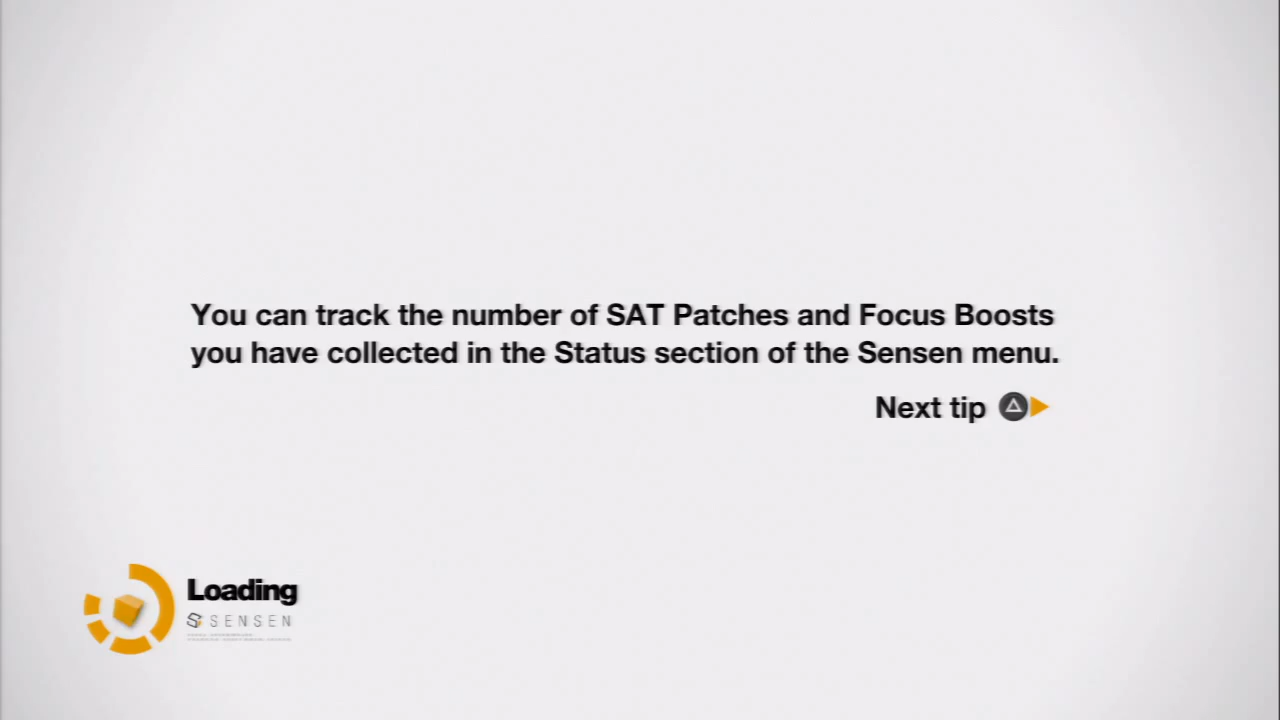 You can track the number of SAT Patches and Focus Boosts
you have collected in the Status section of the Sensen menu.
Next tip
Loading
SENSEN